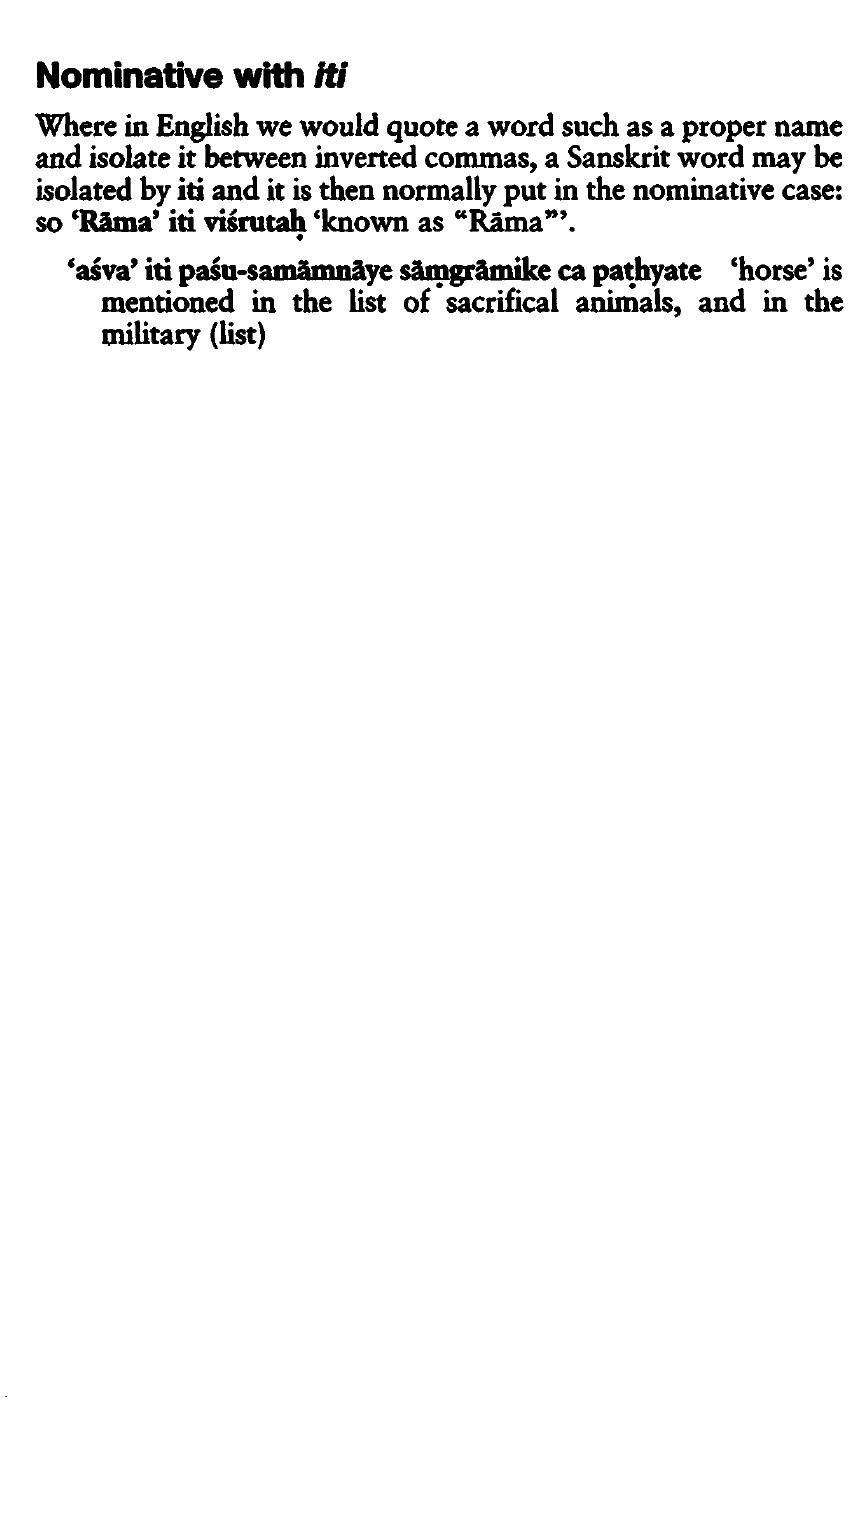 Nominative with iti
Where in English we would quote a word such as a proper name
and isolate it between inverted commas, a Sanskrit word may be
isolated by iti and it is then normally put in the nominative case:
so ‘Rāma’ iti viśrutaḥ ‘known as “Rāma”’.
‘aśva’ iti paśu-samāmnāye sāṃgrāmike ca paṭhyate ‘horse’ is
mentioned in the list of sacrifical animals, and in the
military (list)